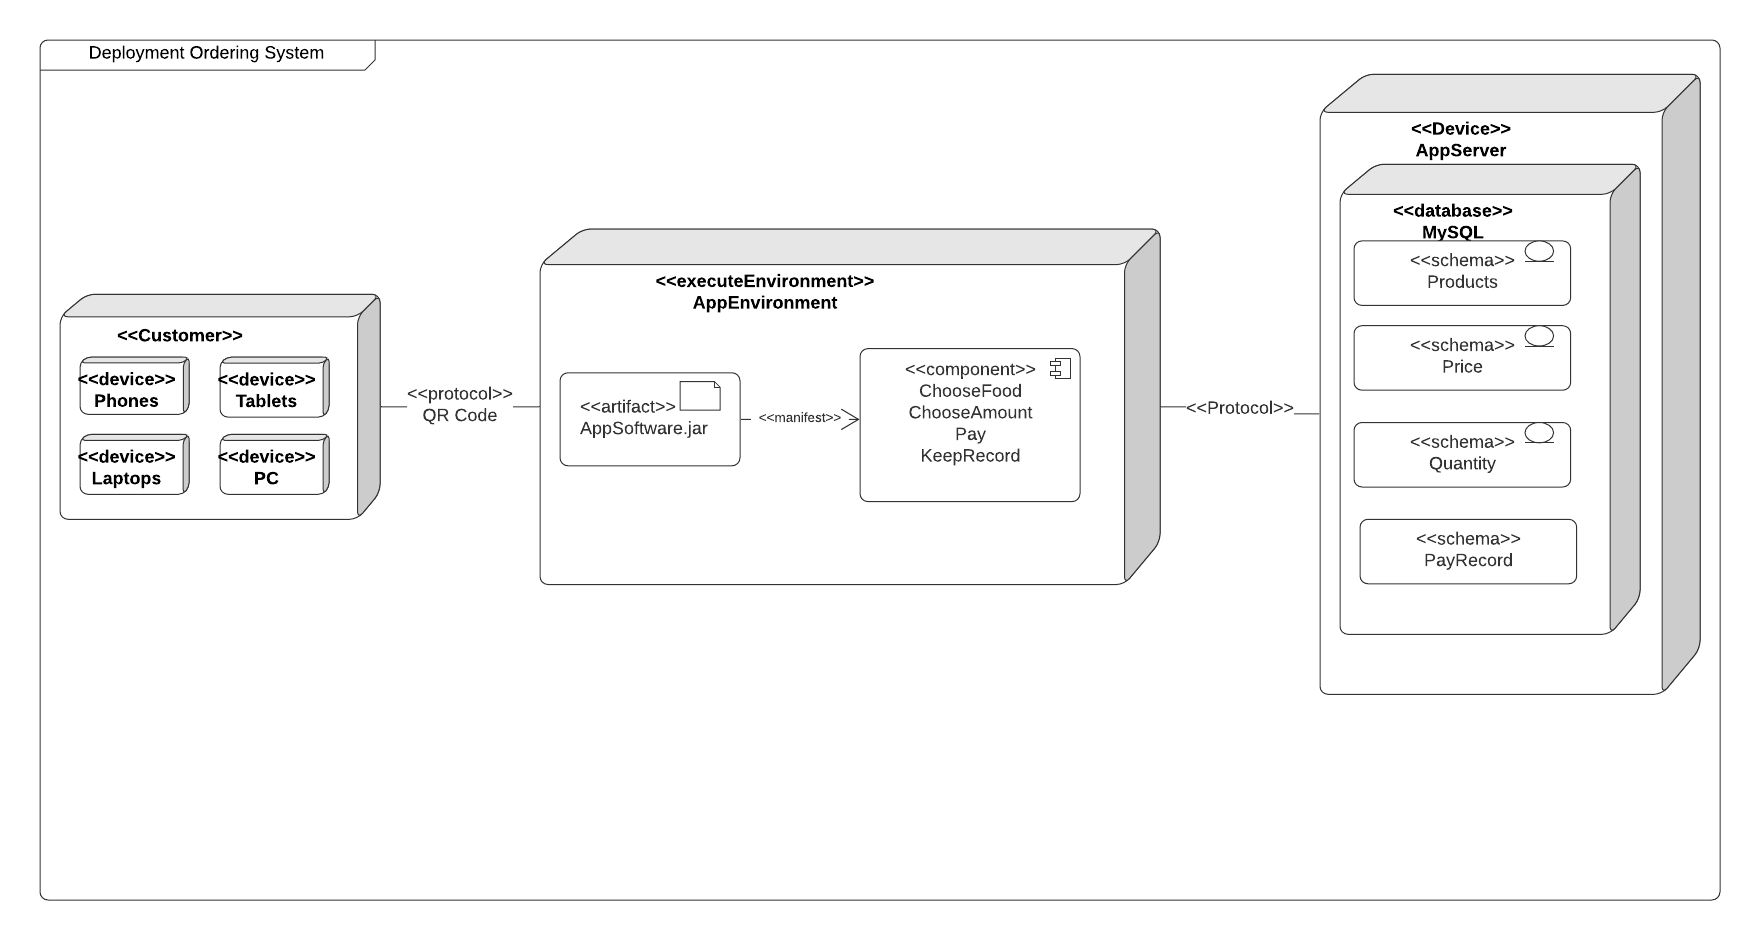 Deployment Ordering System
<<Customer>>
<<device>>
Phones
<<device>>
Tablets
<<device>>
Laptops
<<device>>
PC
<<protocol>>
QR Code
<<executeEnvironment>>
AppEnvironment
<<artifact>>
AppSoftware.jar
<<manifest>>
<<component>>
ChooseFood
ChooseAmount
Pay
KeepRecord
<<Protocol>>
<<Device>>
AppServer
<<database>>
MySQL
<<schema>>
Products
<<schema>>
Price
<<schema>>
Quantity
<<schema>>
PayRecord